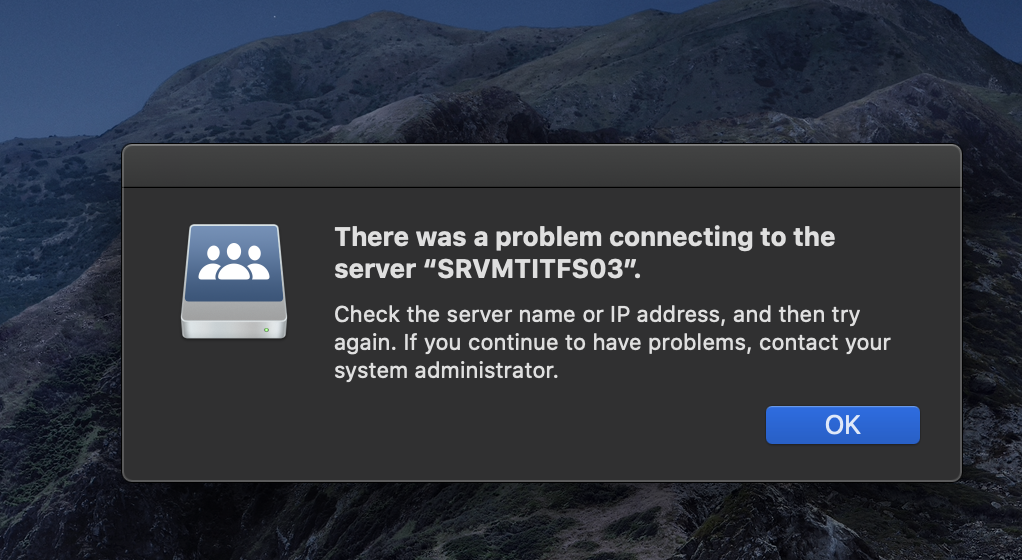 There was a problem connecting to the
server “SRVMTITFS03”.
Check the server name or IP address, and then try
again. If you continue to have problems, contact your
system administrator.
OK